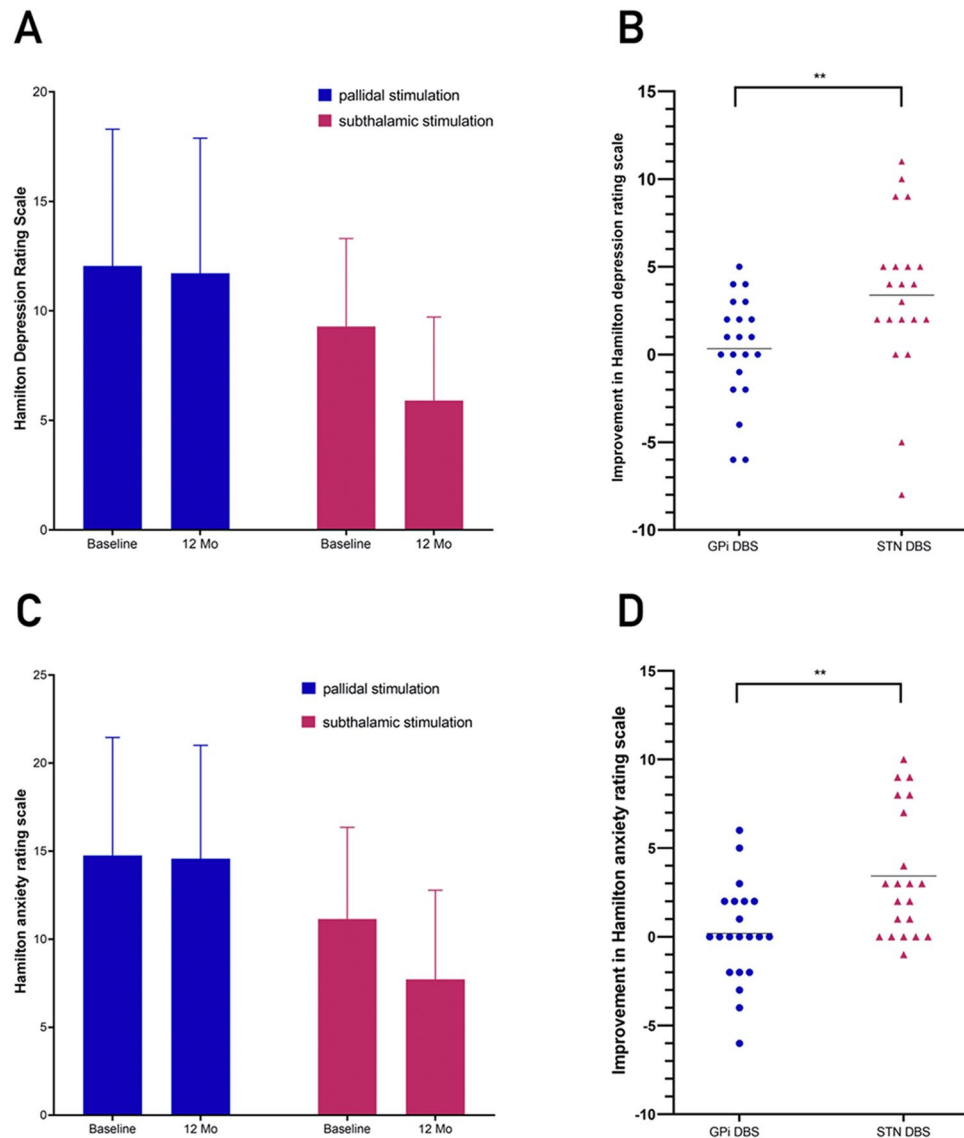 A
Hamilton Depression Rating Scale
20
15
10
5
0
pallidal stimulation
subthalamic stimulation
Baseline
12 Mo
Baseline
12 Mo
B
Improvement in Hamilton depression rating scale
**
15
10
5
0
-5
-10
GPi DBS
STN DBS
C
Hamilton anxiety rating scale
25
20
15
10
5
0
pallidal stimulation
subthalamic stimulation
Baseline
12 Mo
Baseline
12 Mo
D
Improvement in Hamilton anxiety rating scale
**
15
10
5
0
-5
-10
GPi DBS
STN DBS